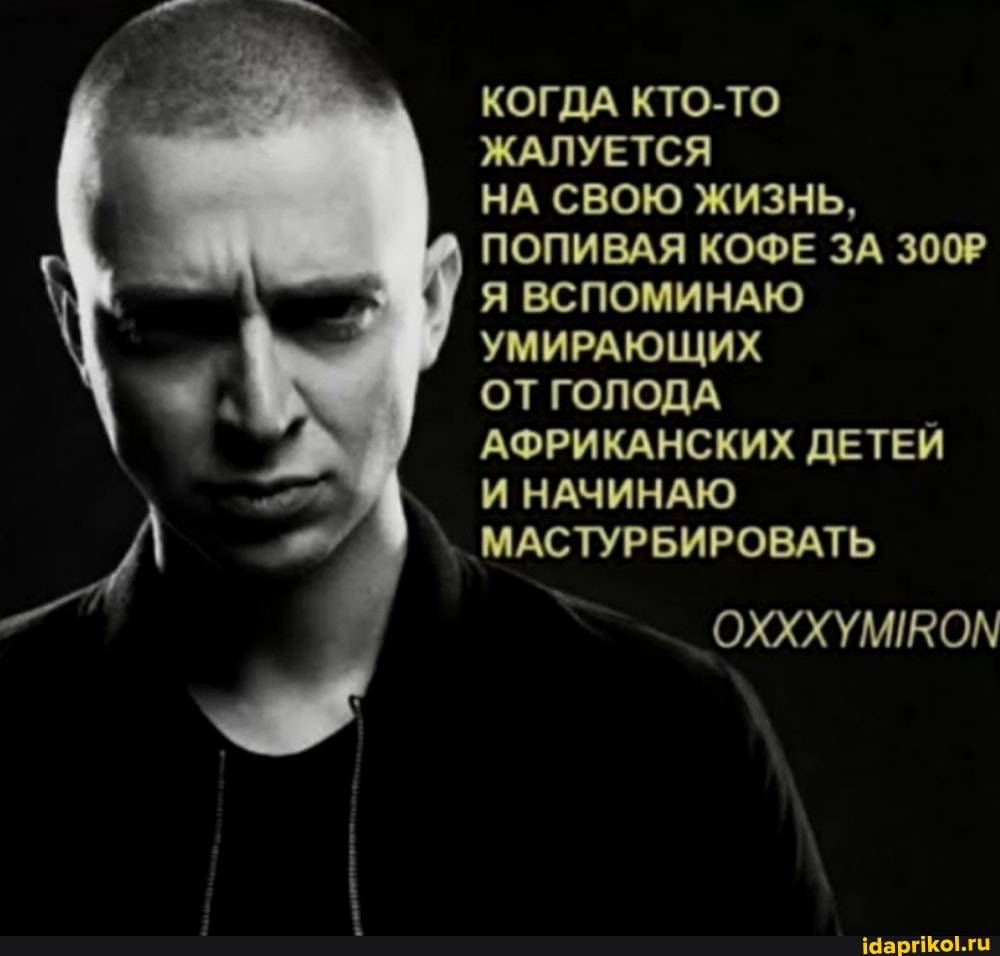 КОГДА КТО-ТО
ЖАЛУЕТСЯ
НА СВОЮ ЖИЗНЬ,
ПОПИВАЯ КОФЕ ЗА 300₽
Я ВСПОМИНАЮ
УМИРАЮЩИХ
ОТ ГОЛОДА
АФРИКАНСКИХ ДЕТЕЙ
И НАЧИНАЮ
МАСТУРБИРОВАТЬ
OXXXYMIRON
idaprikol.ru